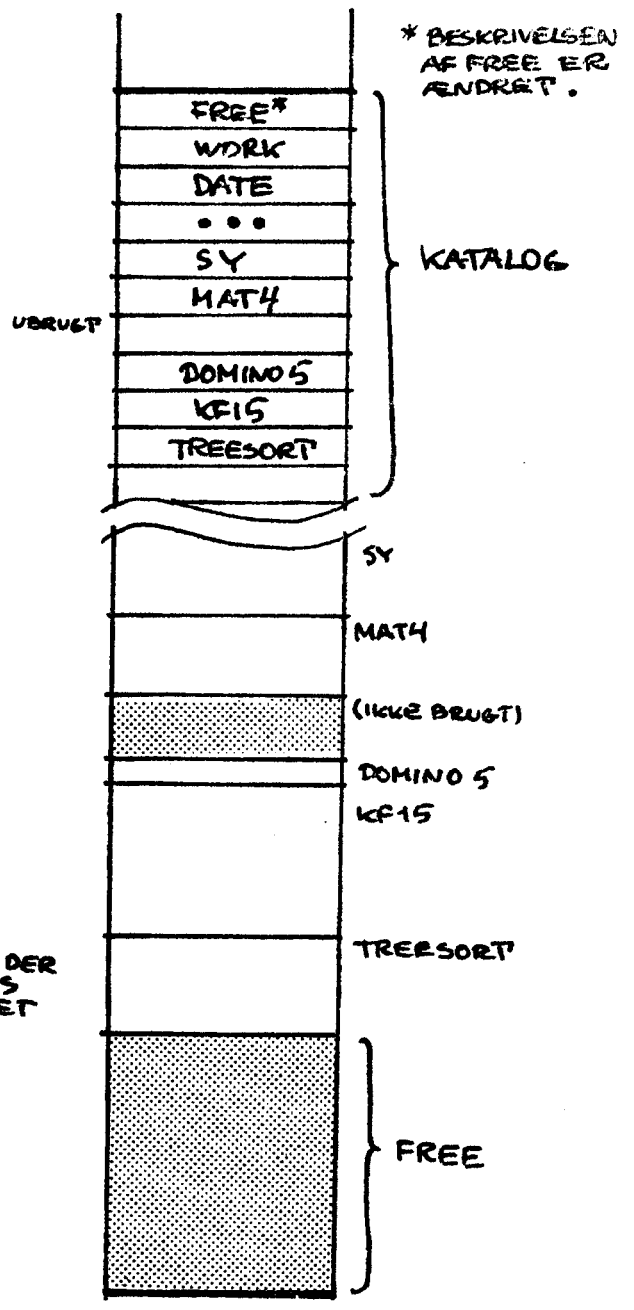 * BESKRIVELSEN
AF FREE ER
ÆNDRET.
FREE*
WORK
DATE
• • •
SY
MAT4
UBRUGT
DOMINO5
KF15
TREESORT
KATALOG
SY
MAT4
(IKKE BRUGT)
DOMINO 5
KF15
TREESORT
DER
S
ET
FREE